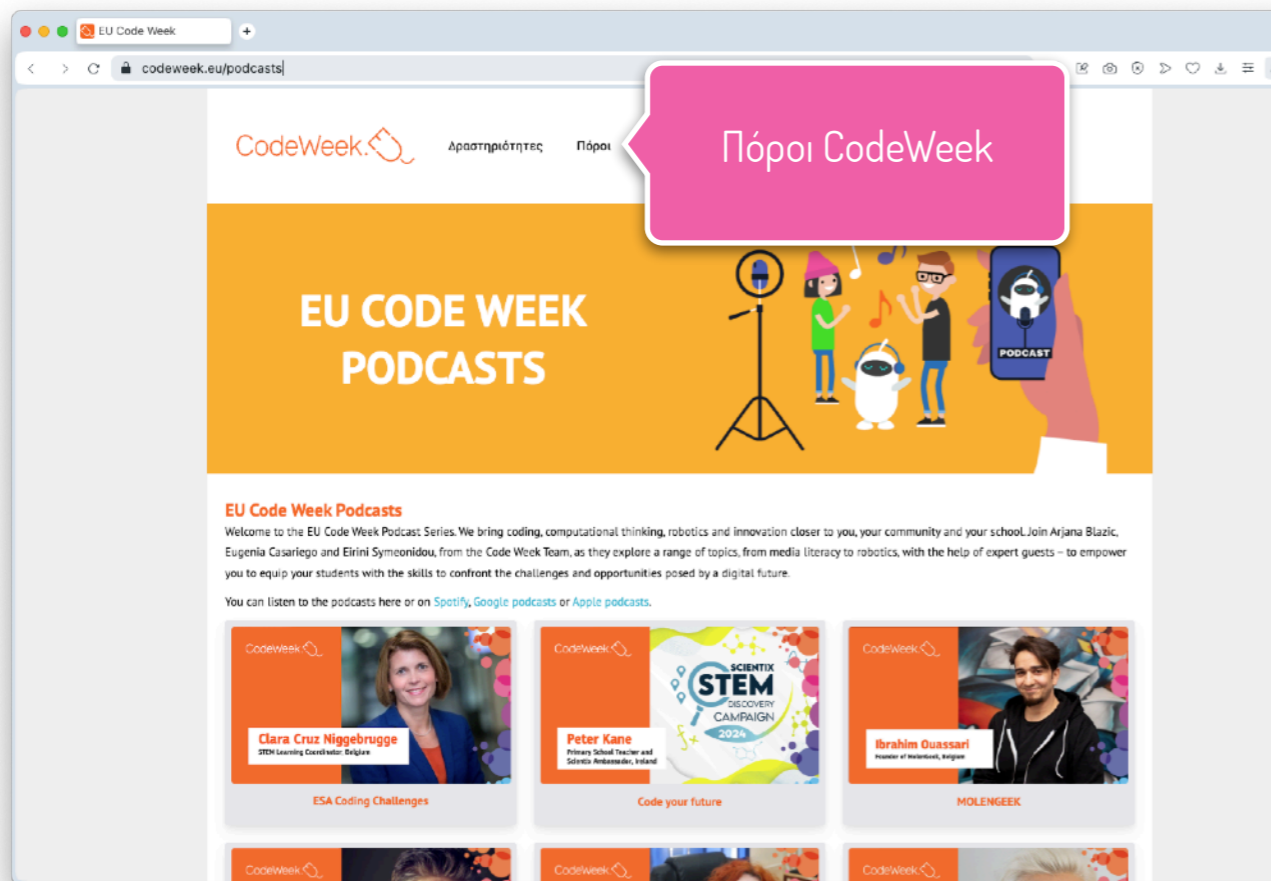 EU Code Week
codeweek.eu/podcasts
CodeWeek.
Δραστηριότητες Πόροι
Πόροι CodeWeek
EU CODE WEEK
PODCASTS
PODCAST
EU Code Week Podcasts
Welcome to the EU Code Week Podcast Series. We bring coding, computational thinking, robotics and innovation closer to you, your community and your school. Join Arjana Blazic,
Eugenia Casariego and Eirini Symeonidou, from the Code Week Team, as they explore a range of topics, from media literacy to robotics, with the help of expert guests – to empower
you to equip your students with the skills to confront the challenges and opportunities posed by a digital future.
You can listen to the podcasts here or on Spotify, Google podcasts or Apple podcasts.
CodeWeek.
Clara Cruz Niggebrugge
STEM Learning Coordinator, Belgium
ESA Coding Challenges
CodeWeek.
SCIENTIX
STEM
DISCOVERY
CAMPAIGN
2024
Peter Kane
Primary School Teacher and
Scientix Ambassador, Ireland
Code your future
CodeWeek.
Ibrahim Ouassari
Founder of MolenGeek, Belgium
MOLENGEEK
CodeWeek.
CodeWeek.
CodeWeek.